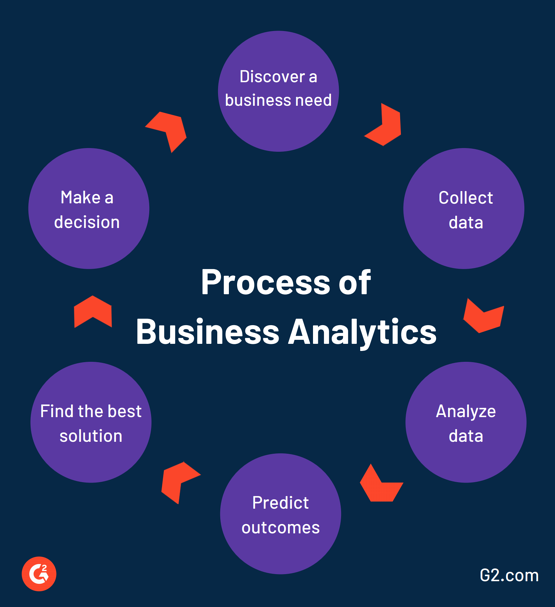 Discover a
business need
Collect
data
Analyze
data
Predict
outcomes
Find the best
solution
Make a
decision
Process of
Business Analytics
G2
G2.com